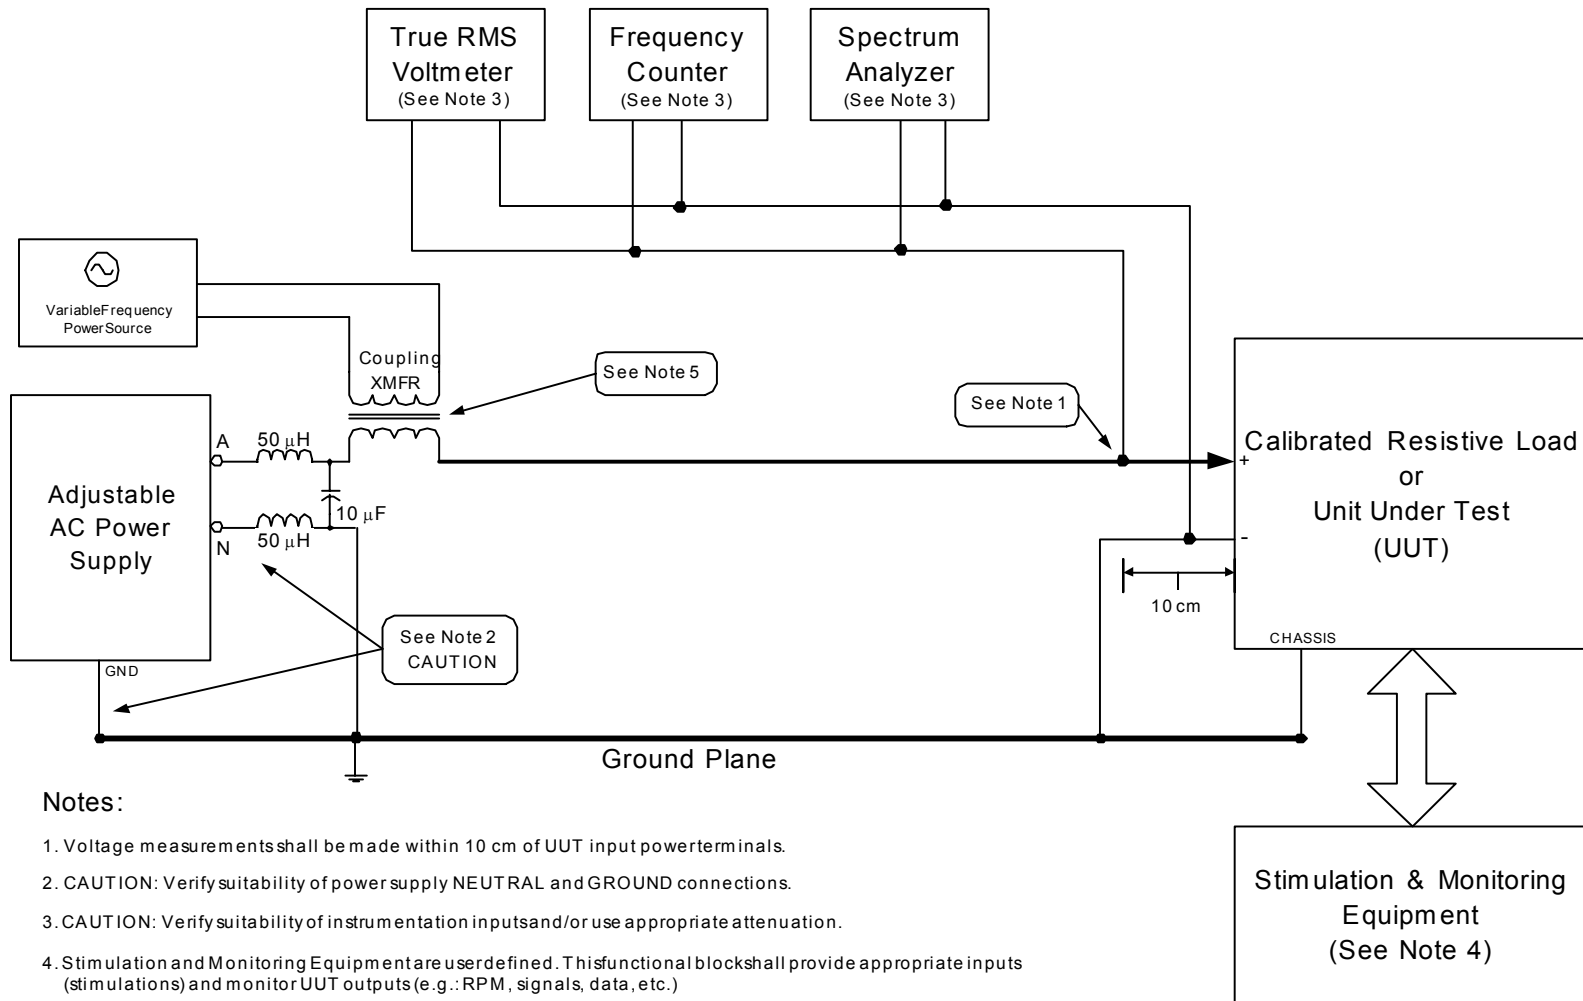 True RMS
Voltmeter
(See Note 3)
Frequency
Counter
(See Note 3)
Spectrum
Analyzer
(See Note 3)
Variable Frequency
Power Source
Coupling
XMFR
See Note 5
See Note 1
Adjustable
AC Power
Supply
A
50 μH
10 μF
N
50 μH
GND
See Note 2
CAUTION
Calibrated Resistive Load
or
Unit Under Test
(UUT)
+
-
10 cm
CHASSIS
Ground Plane
Stimulation & Monitoring
Equipment
(See Note 4)
Notes:
1. Voltage measurements shall be made within 10 cm of UUT input power terminals.
2. CAUTION: Verify suitability of power supply NEUTRAL and GROUND connections.
3. CAUTION: Verify suitability of instrumentation inputs and/or use appropriate attenuation.
4. Stimulation and Monitoring Equipment are user defined. This functional block shall provide appropriate inputs
(stimulations) and monitor UUT outputs (e.g.: RPM, signals, data, etc.)